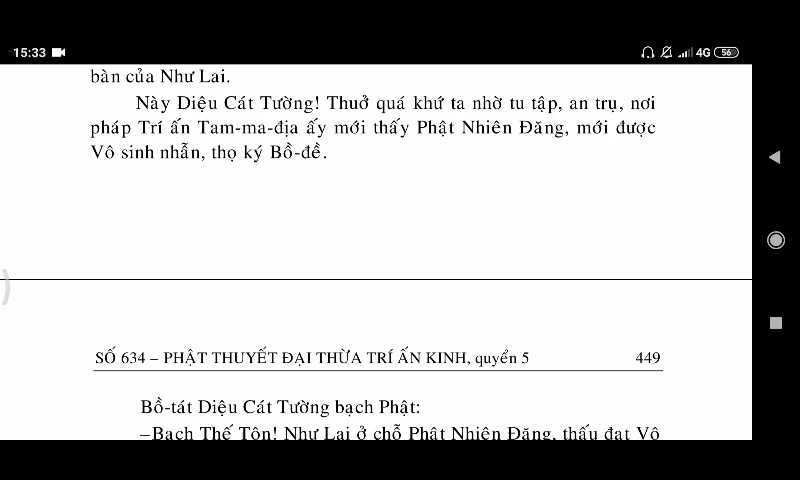 15:33
4G 56
bàn của Như Lai.
Này Diệu Cát Tường! Thuở quá khứ ta nhờ tu tập, an trụ, nơi
pháp Trí ấn Tam-ma-địa ấy mới thấy Phật Nhiên Đăng, mới được
Vô sinh nhẫn, thọ ký Bồ-đề.
SỐ 634 – PHẬT THUYẾT ĐẠI THỪA TRÍ ẤN KINH, quyển 5 449
Bồ-tát Diệu Cát Tường bạch Phật:
–Bạch Thế Tôn! Như Lai ở chỗ Phật Nhiên Đăng, thấu đạt Vô